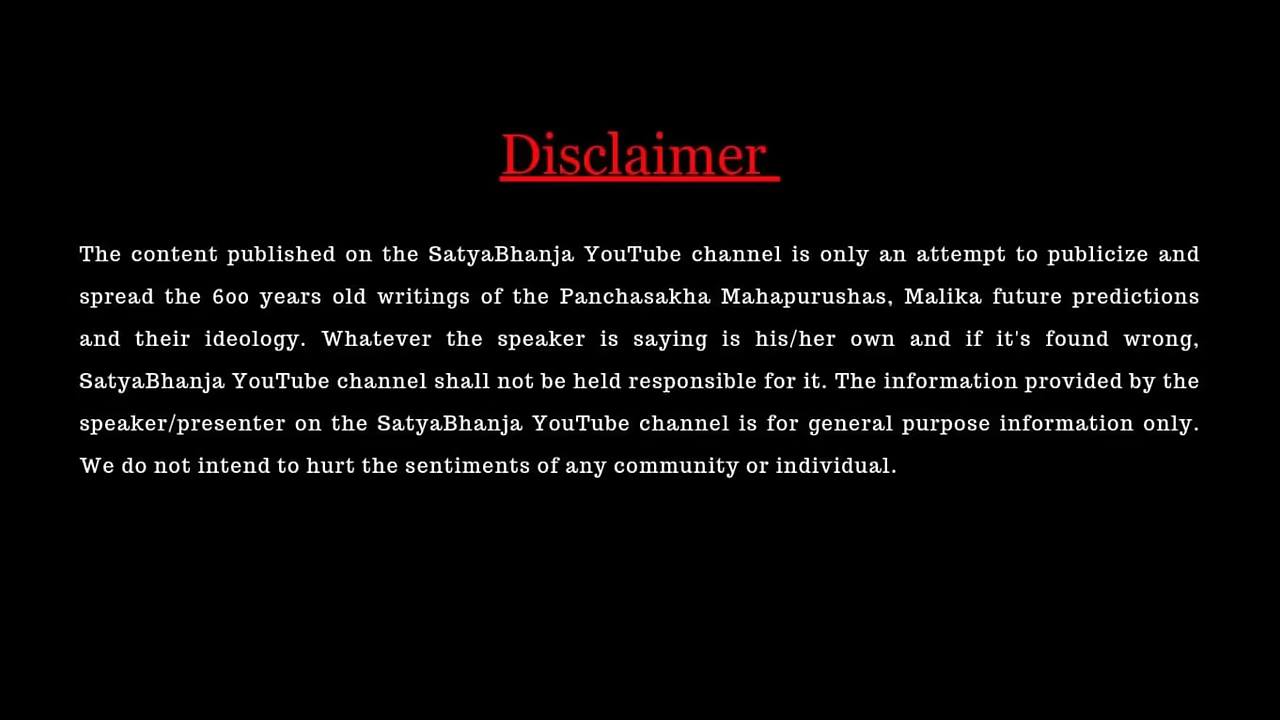 Disclaimer
The content published on the SatyaBhanja YouTube channel is only an attempt to publicize and
spread the 600 years old writings of the Panchasakha Mahapurushas, Malika future predictions
and their ideology. Whatever the speaker is saying is his/her own and if it's found wrong,
SatyaBhanja YouTube channel shall not be held responsible for it. The information provided by the
speaker/presenter on the SatyaBhanja YouTube channel is for general purpose information only.
We do not intend to hurt the sentiments of any community or individual.